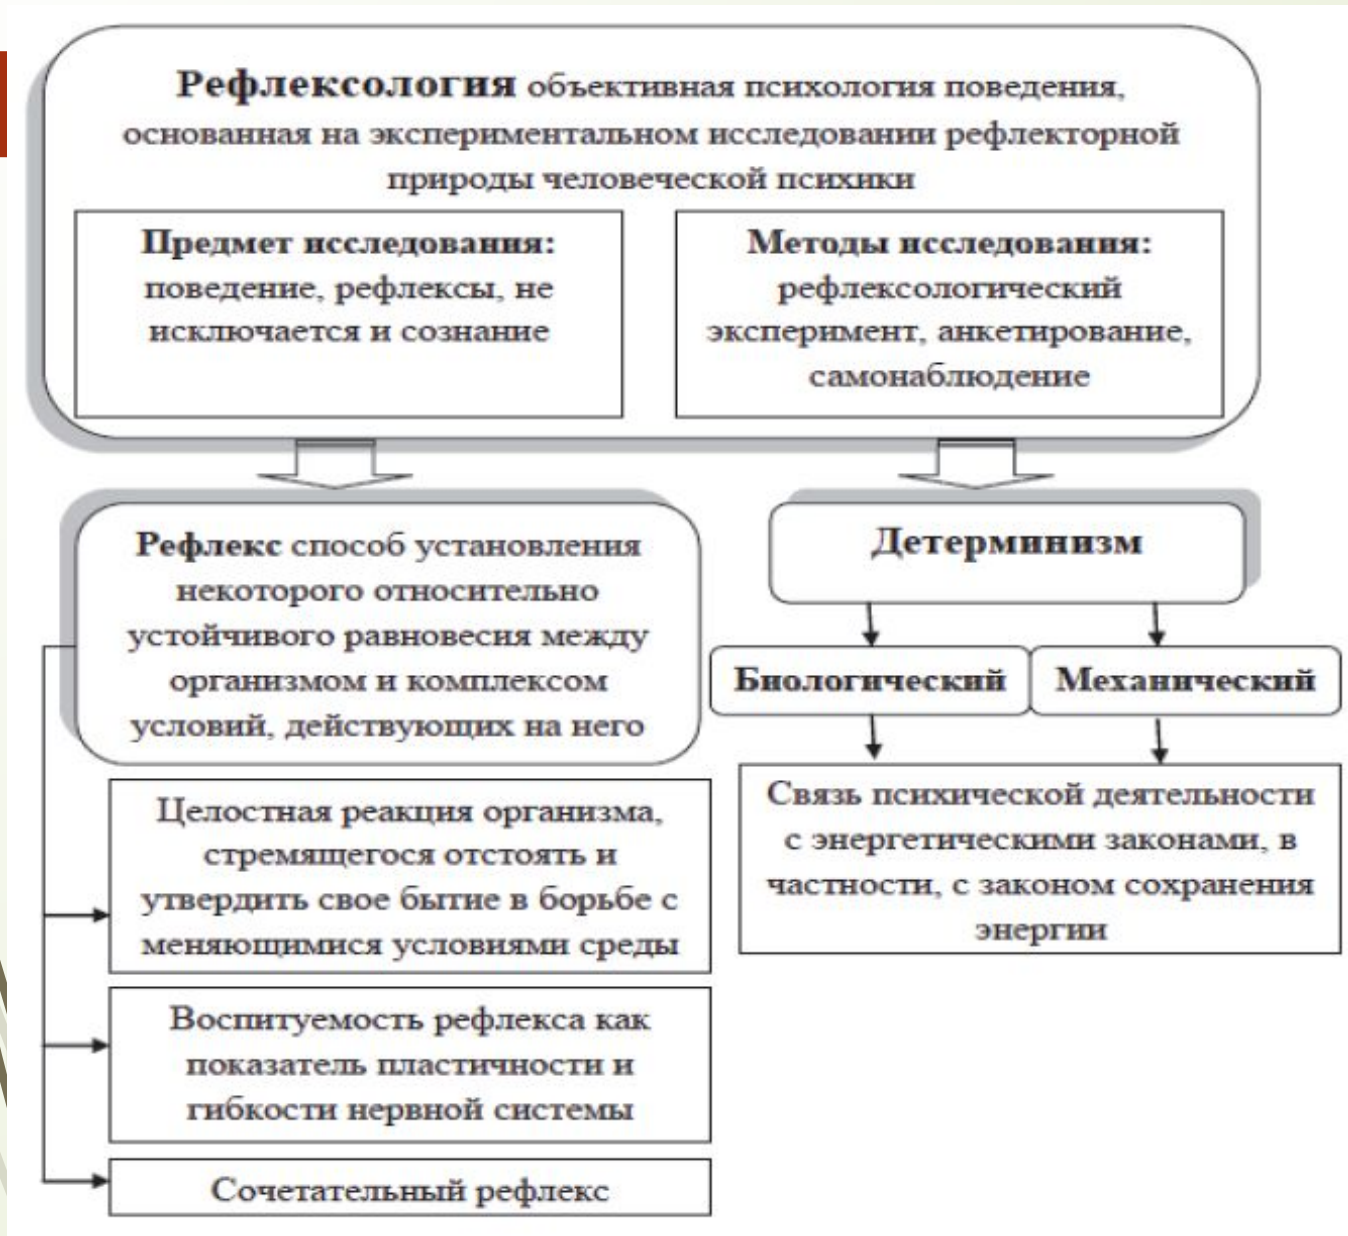 Рефлексология объективная психология поведения,
основанная на экспериментальном исследовании рефлекторной
природы человеческой психики
Предмет исследования:
поведение, рефлексы, не
исключается и сознание
Методы исследования:
рефлексологический
эксперимент, анкетирование,
самонаблюдение
Рефлекс способ установления
некоторого относительно
устойчивого равновесия между
организмом и комплексом
условий, действующих на него
Целостная реакция организма,
стремящегося отстоять и
утвердить свое бытие в борьбе с
меняющимися условиями среды
Воспитуемость рефлекса как
показатель пластичности и
гибкости нервной системы
Сочетательный рефлекс
Детерминизм
Биологический
Механический
Связь психической деятельности
с энергетическими законами, в
частности, с законом сохранения
энергии